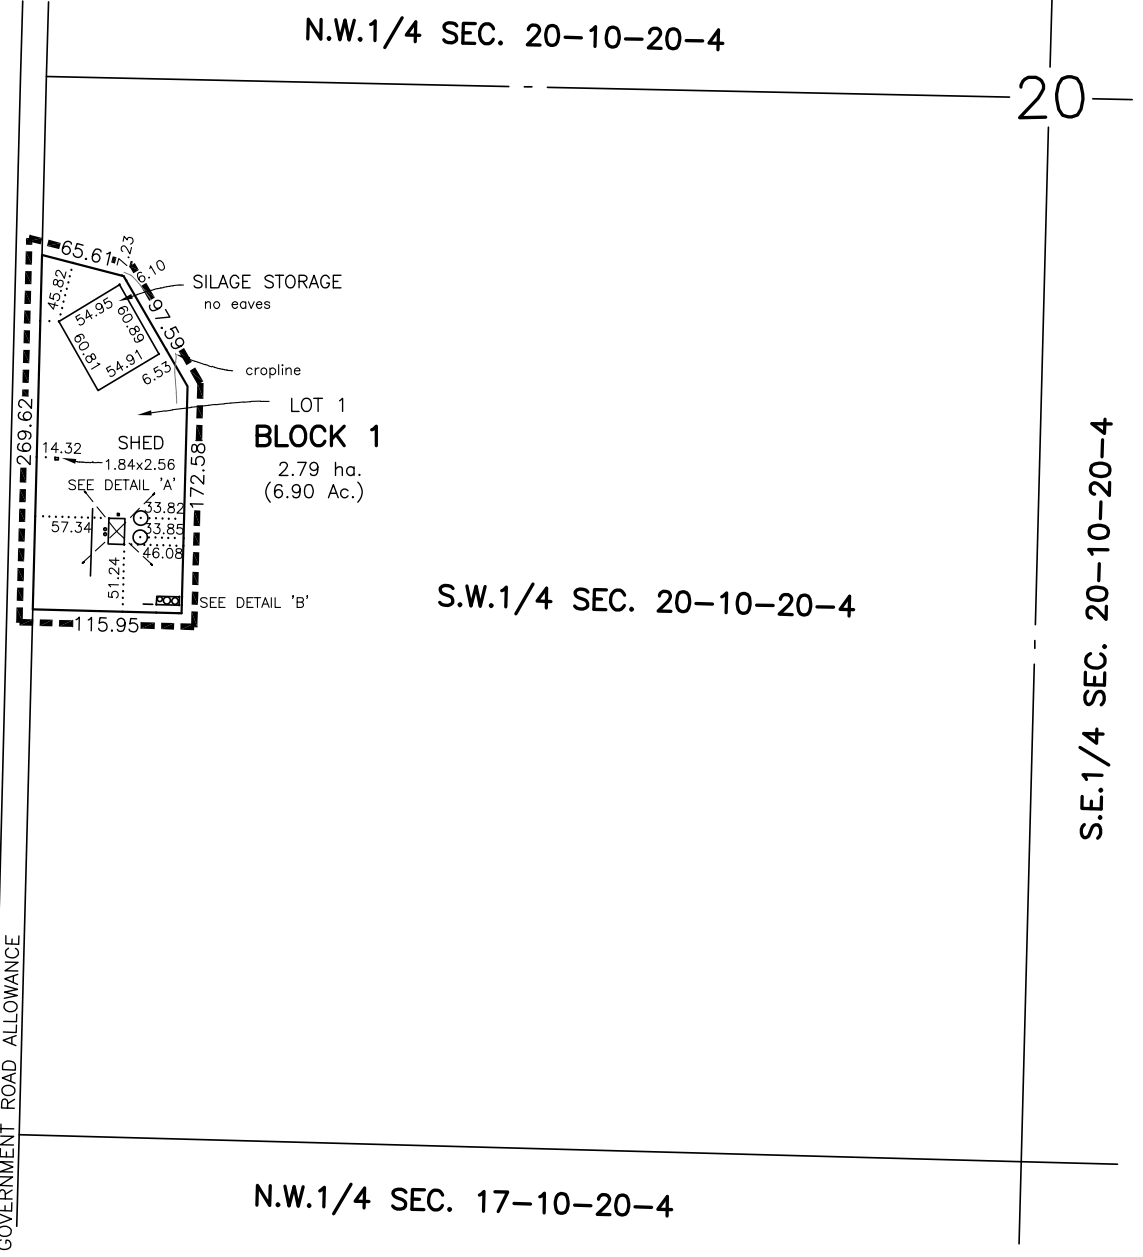 N.W.1/4 SEC. 20-10-20-4
20
65.61
7.23
6.10
SILAGE STORAGE
no eaves
45.82
54.95
60.89
97.59
60.81
54.91
6.53
cropline
LOT 1
BLOCK 1
2.79 ha.
(6.90 Ac.)
269.62
14.32
SHED
1.84x2.56
SEE DETAIL 'A'
172.58
33.82
57.34
33.85
46.08
51.24
SEE DETAIL 'B'
115.95
S.W.1/4 SEC. 20-10-20-4
S.E.1/4 SEC. 20-10-20-4
GOVERNMENT ROAD ALLOWANCE
N.W.1/4 SEC. 17-10-20-4